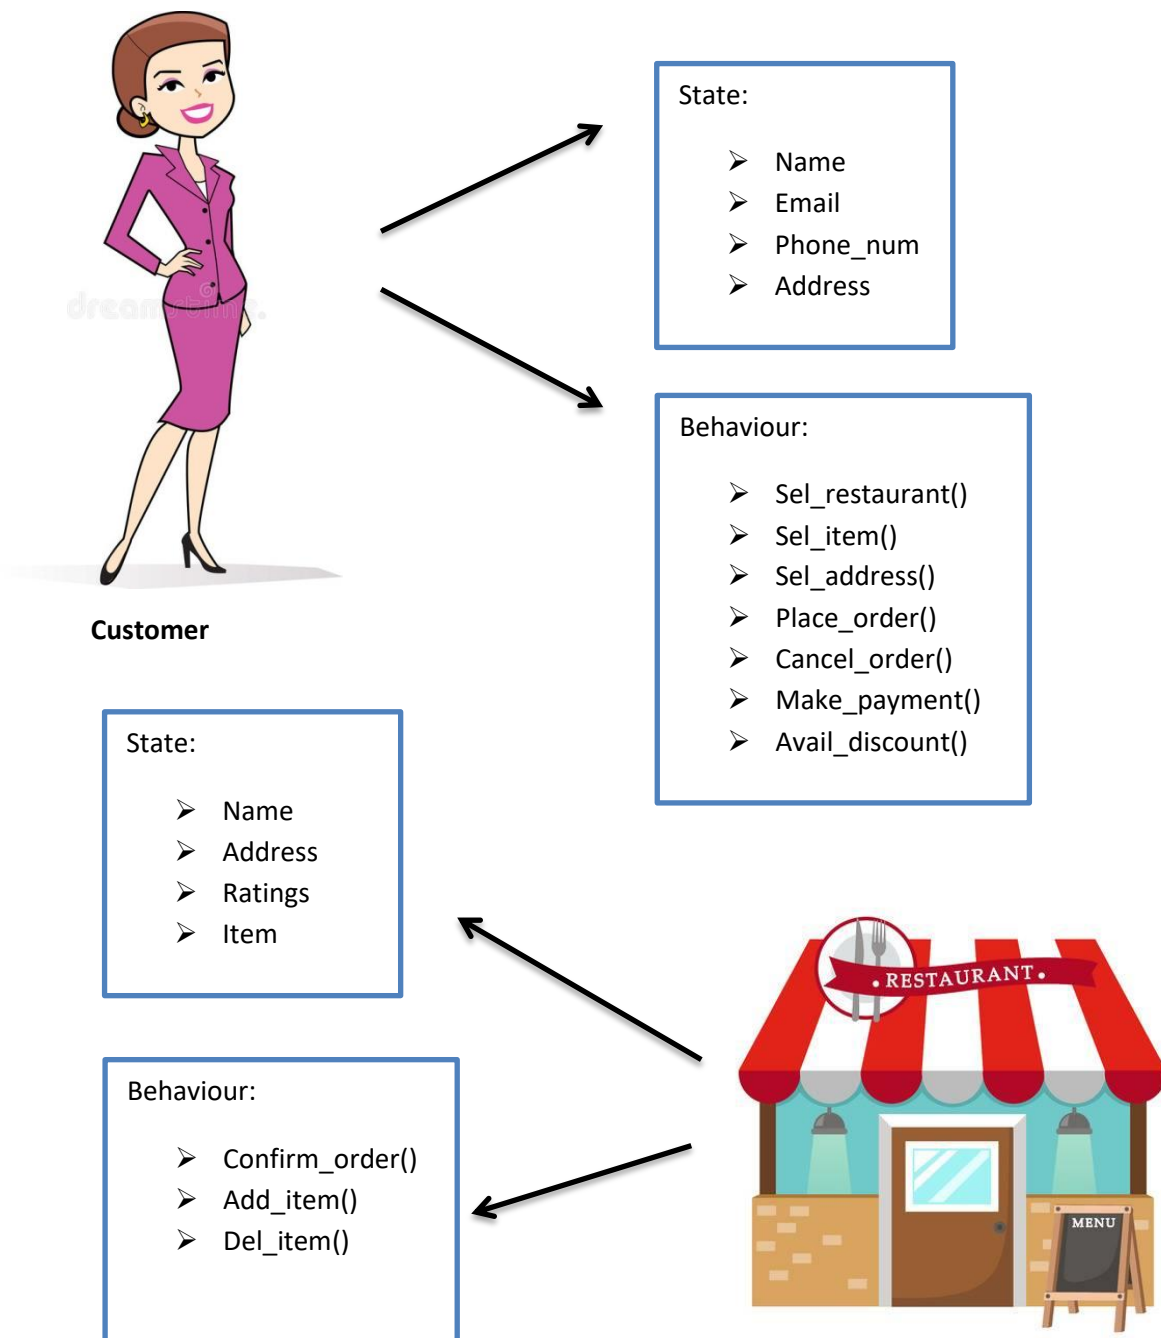 State:
➢ Name
➢ Email
➢ Phone_num
➢ Address
dreamstime.
Behaviour:
➢ Sel_restaurant()
➢ Sel_item()
➢ Sel_address()
➢ Place_order()
➢ Cancel_order()
➢ Make_payment()
➢ Avail_discount()
Customer
State:
➢ Name
➢ Address
➢ Ratings
➢ Item
• RESTAURANT •
Behaviour:
➢ Confirm_order()
➢ Add_item()
➢ Del_item()
MENU